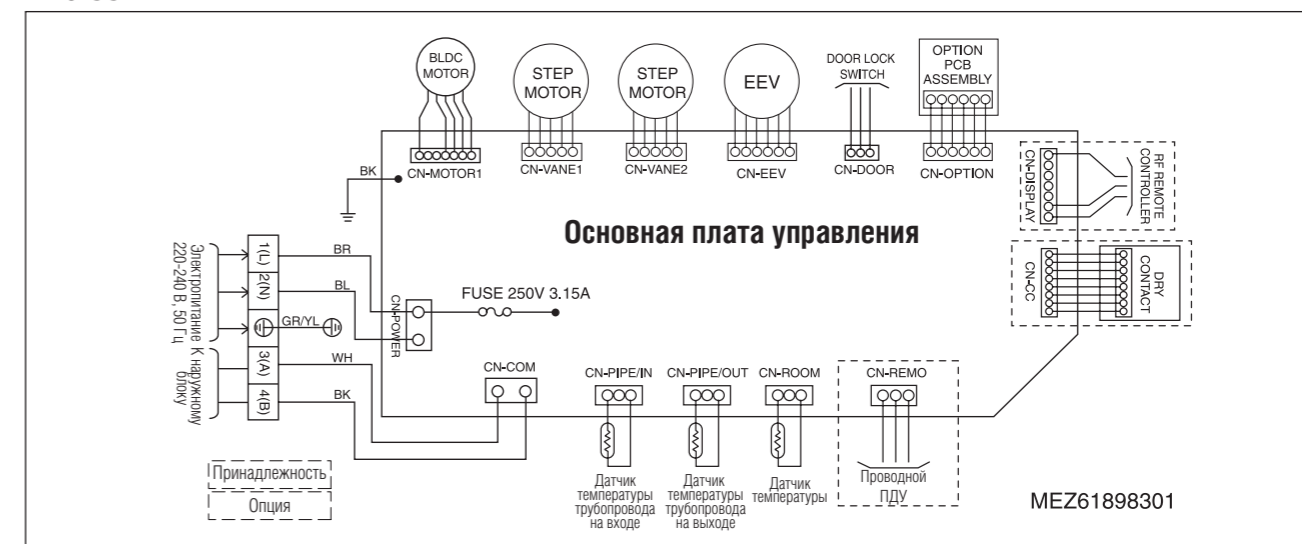 BLDC
MOTOR
STEP
MOTOR
STEP
MOTOR
EEV
DOOR LOCK
SWITCH
OPTION
PCB
ASSEMBLY
BK
CN-MOTOR1
CN-VANE1
CN-VANE2
CN-EEV
CN-DOOR
CN-OPTION
CN-DISPLAY
RF REMOTE
CONTROLLER
Основная плата управления
CN-CC
DRY
CONTACT
Электропитание
220-240 В, 50 Гц
1(L)
BR
2(N)
BL
GR/YL
CN-POWER
FUSE 250V 3.15A
К наружному
блоку
3(A)
WH
4(B)
BK
CN-COM
CN-PIPE/IN
CN-PIPE/OUT
CN-ROOM
CN-REMO
Датчик
температуры
трубопровода
на входе
Датчик
температуры
трубопровода
на выходе
Датчик
температуры
Проводной
ПДУ
Принадлежность
Опция
MEZ61898301